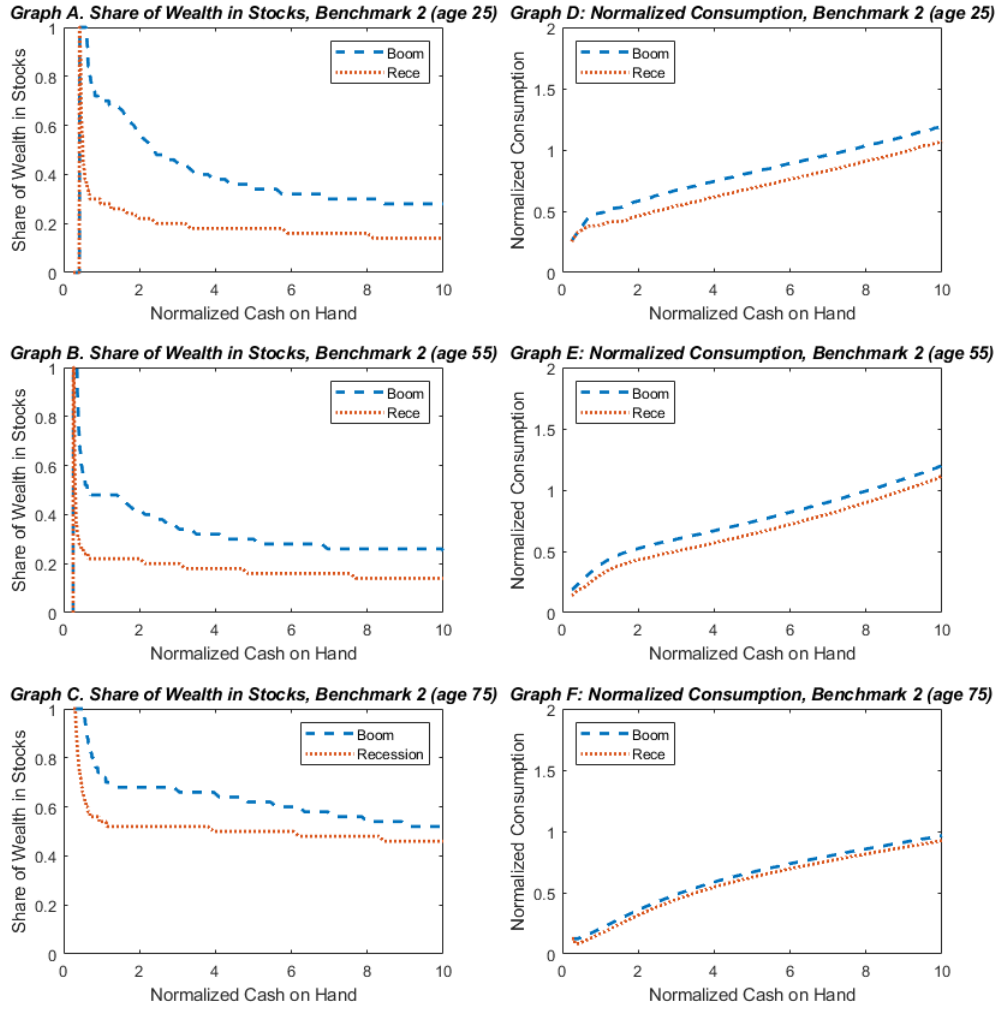 Graph A. Share of Wealth in Stocks, Benchmark 2 (age 25)
Share of Wealth in Stocks
1
0.8
0.6
0.4
0.2
0
Boom
Rece
0 2 4 6 8 10
Normalized Cash on Hand
Graph D: Normalized Consumption, Benchmark 2 (age 25)
Normalized Consumption
2
1.5
1
0.5
0
Boom
Rece
0 2 4 6 8 10
Normalized Cash on Hand
Graph B. Share of Wealth in Stocks, Benchmark 2 (age 55)
Share of Wealth in Stocks
1
0.8
0.6
0.4
0.2
0
Boom
Rece
0 2 4 6 8 10
Normalized Cash on Hand
Graph E: Normalized Consumption, Benchmark 2 (age 55)
Normalized Consumption
2
1.5
1
0.5
0
Boom
Rece
0 2 4 6 8 10
Normalized Cash on Hand
Graph C. Share of Wealth in Stocks, Benchmark 2 (age 75)
Share of Wealth in Stocks
1
0.8
0.6
0.4
0.2
0
Boom
Recession
0 2 4 6 8 10
Normalized Cash on Hand
Graph F: Normalized Consumption, Benchmark 2 (age 75)
Normalized Consumption
2
1.5
1
0.5
0
Boom
Rece
0 2 4 6 8 10
Normalized Cash on Hand